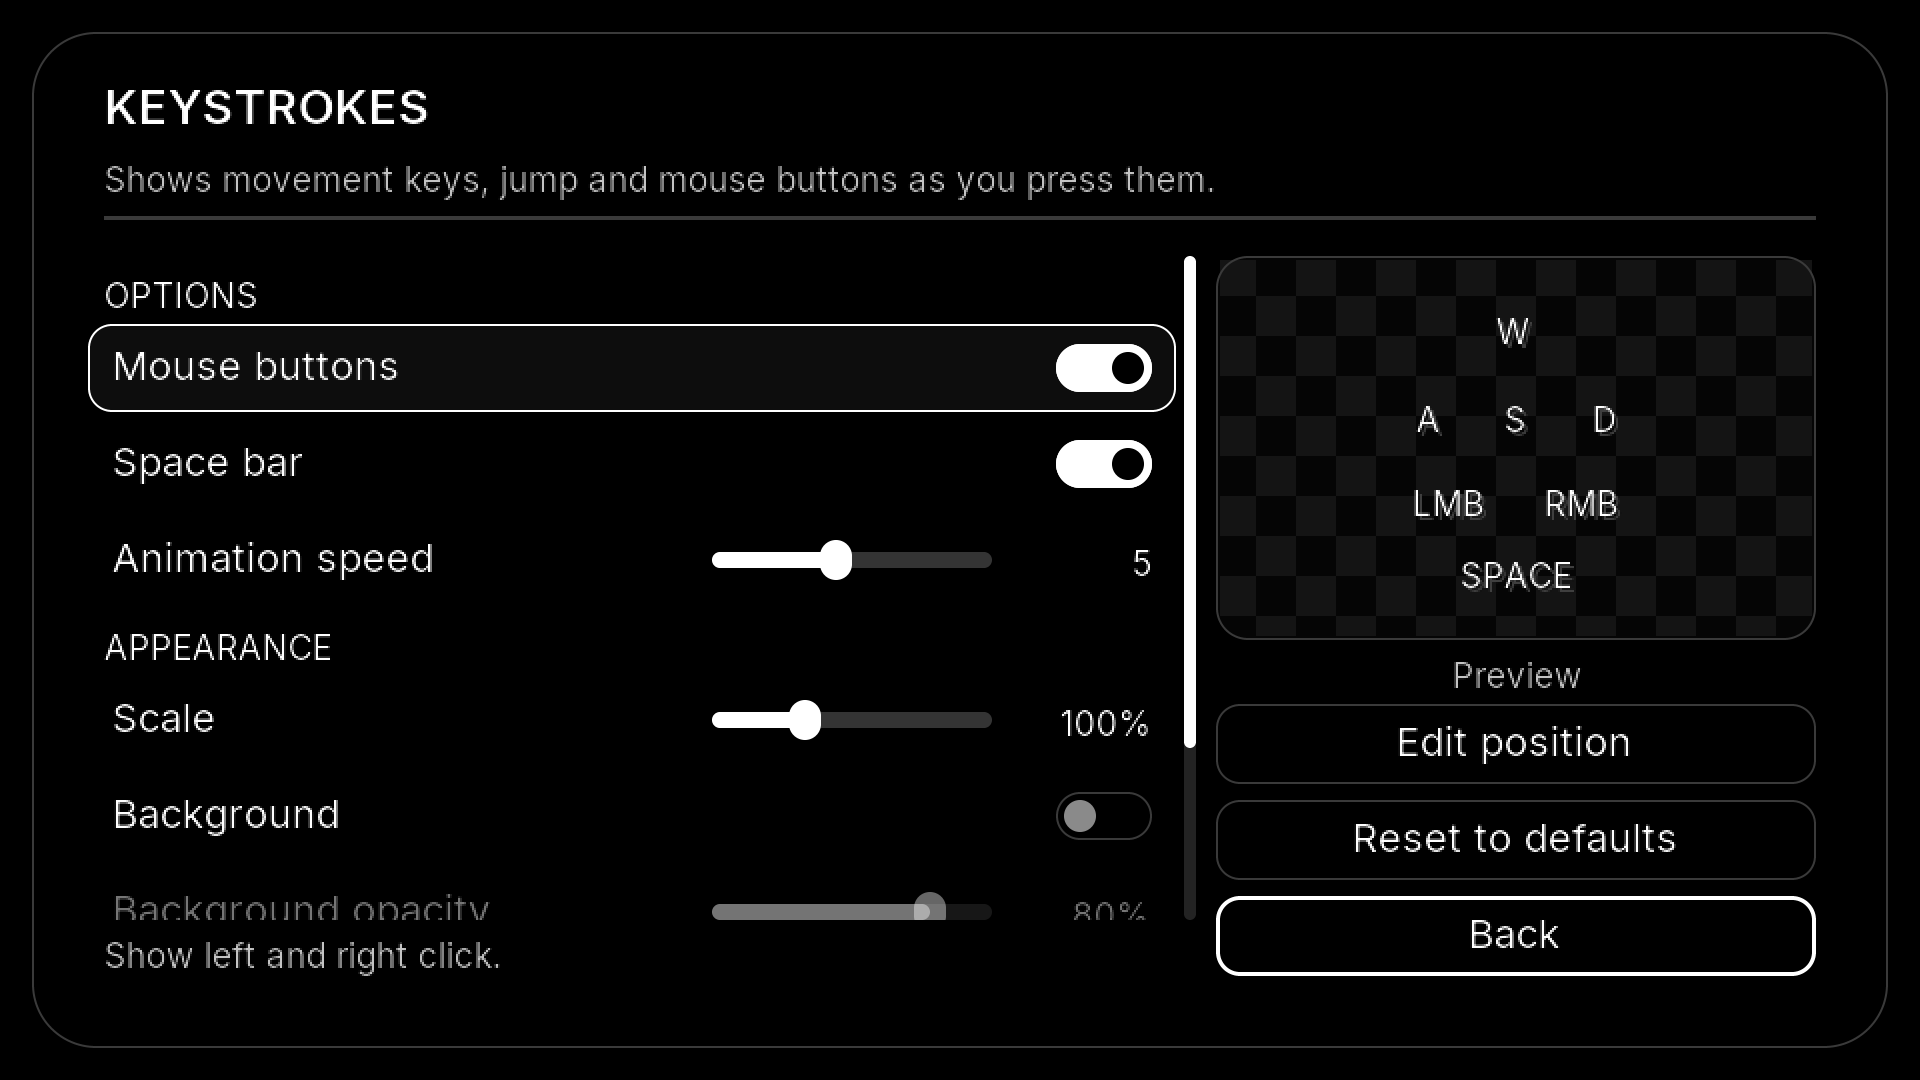 KEYSTROKES
Shows movement keys, jump and mouse buttons as you press them.
OPTIONS
Mouse buttons
Space bar
Animation speed 5
APPEARANCE
Scale 100%
Background
Background opacity 80%
Show left and right click.
W
A S D
LMB RMB
SPACE
Preview
Edit position
Reset to defaults
Back